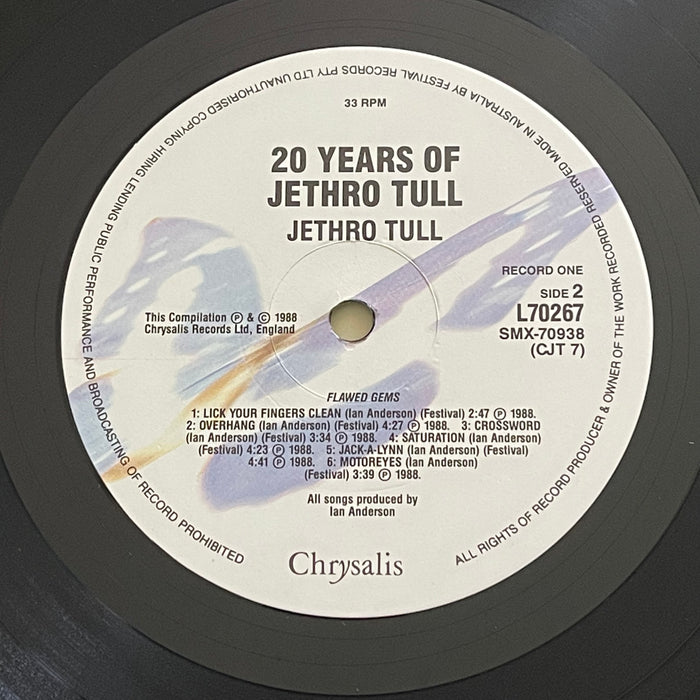 33 RPM
20 YEARS OF
JETHRO TULL
JETHRO TULL
RECORD ONE
SIDE 2
L70267
SMX-70938
(CJT 7)
This Compilation ℗ & © 1988
Chrysalis Records Ltd, England
FLAWED GEMS
1: LICK YOUR FINGERS CLEAN (Ian Anderson) (Festival) 2:47 ℗ 1988.
2: OVERHANG (Ian Anderson) (Festival) 4:27 ℗ 1988. 3: CROSSWORD
(Ian Anderson) (Festival) 3:34 ℗ 1988. 4: SATURATION (Ian Anderson)
(Festival) 4:23 ℗ 1988. 5: JACK-A-LYNN (Ian Anderson) (Festival)
4:41 ℗ 1988. 6: MOTOREYES (Ian Anderson)
(Festival) 3:39 ℗ 1988.
All songs produced by
Ian Anderson
Chrysalis
ALL RIGHTS OF RECORD PRODUCER & OWNER OF THE WORK RECORDED RESERVED MADE IN AUSTRALIA BY FESTIVAL RECORDS PTY LTD UNAUTHORISED COPYING HIRING LENDING PUBLIC PERFORMANCE AND BROADCASTING OF RECORD PROHIBITED